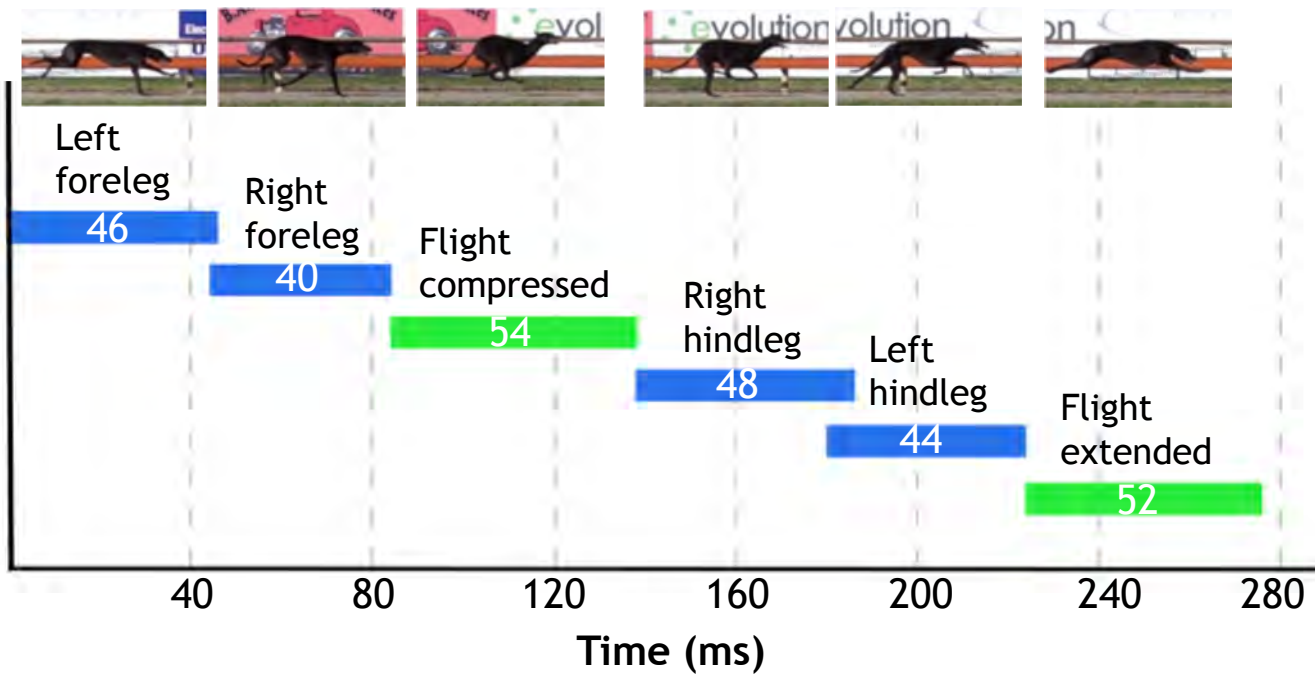 evol
evolution
volution
on
Left
foreleg
46
Right
foreleg
40
Flight
compressed
54
Right
hindleg
48
Left
hindleg
44
Flight
extended
52
40 80 120 160 200 240 280
Time (ms)